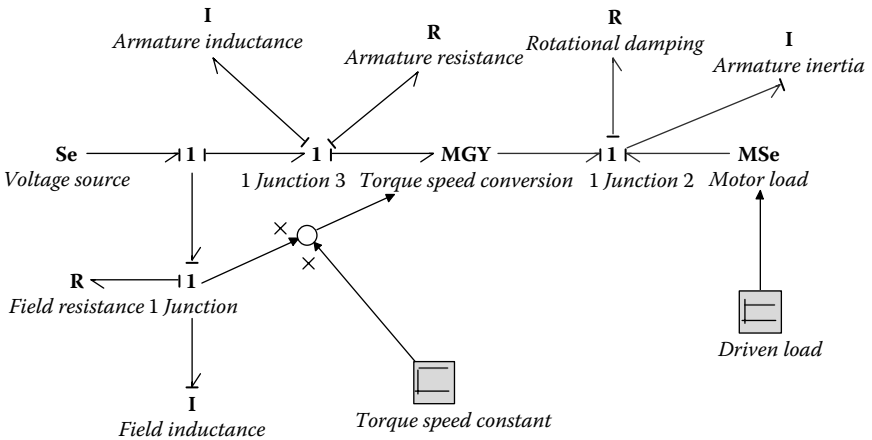 I
Armature inductance
R
Armature resistance
R
Rotational damping
I
Armature inertia
Se
1
1
MGY
1
MSe
Voltage source
1 Junction 3
Torque speed conversion
1 Junction 2
Motor load
×
×
R
1
Field resistance
1 Junction
Driven load
I
Field inductance
Torque speed constant